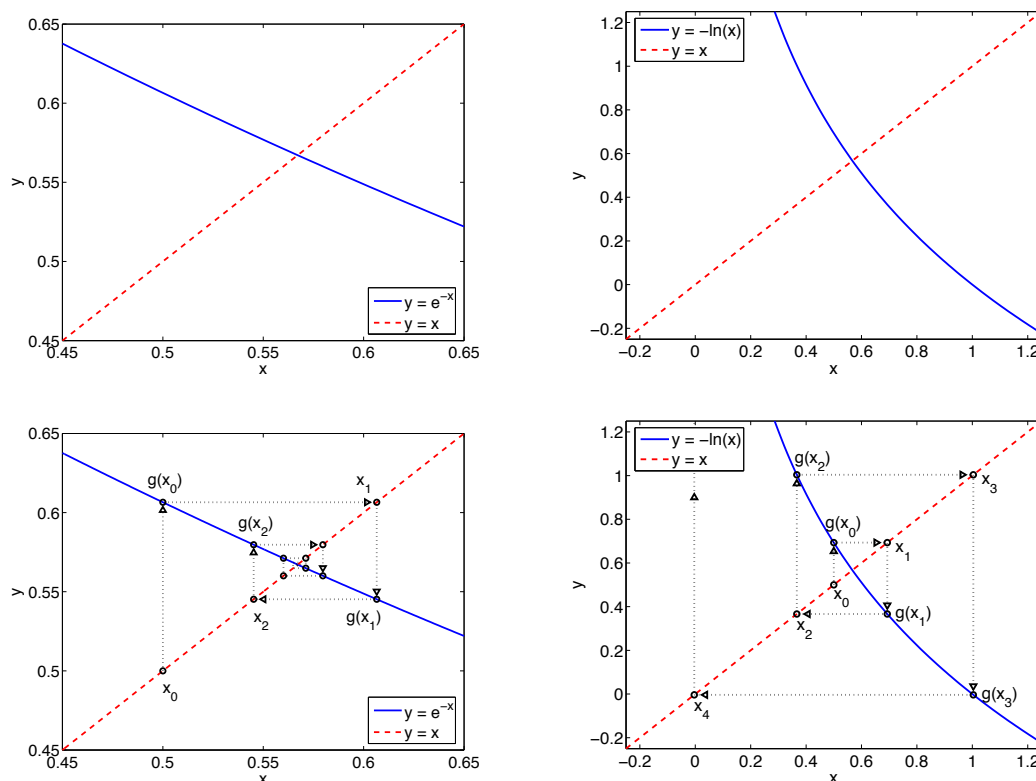 0.65
0.6
0.55
0.5
0.45
y
0.45 0.5 0.55 0.6 0.65
x
y = e^{-x}
y = x
1.2
1
0.8
0.6
0.4
0.2
0
−0.2
y
−0.2 0 0.2 0.4 0.6 0.8 1 1.2
x
y = −ln(x)
y = x
0.65
0.6
0.55
0.5
0.45
y
g(x_0)
x_1
g(x_2)
x_2
g(x_1)
x_0
0.45 0.5 0.55 0.6 0.65
x
y = e^{-x}
y = x
1.2
1
0.8
0.6
0.4
0.2
0
−0.2
y
y = −ln(x)
y = x
g(x_2)
x_3
g(x_0)
x_1
x_0
x_2
g(x_1)
x_4
g(x_3)
−0.2 0 0.2 0.4 0.6 0.8 1 1.2
x